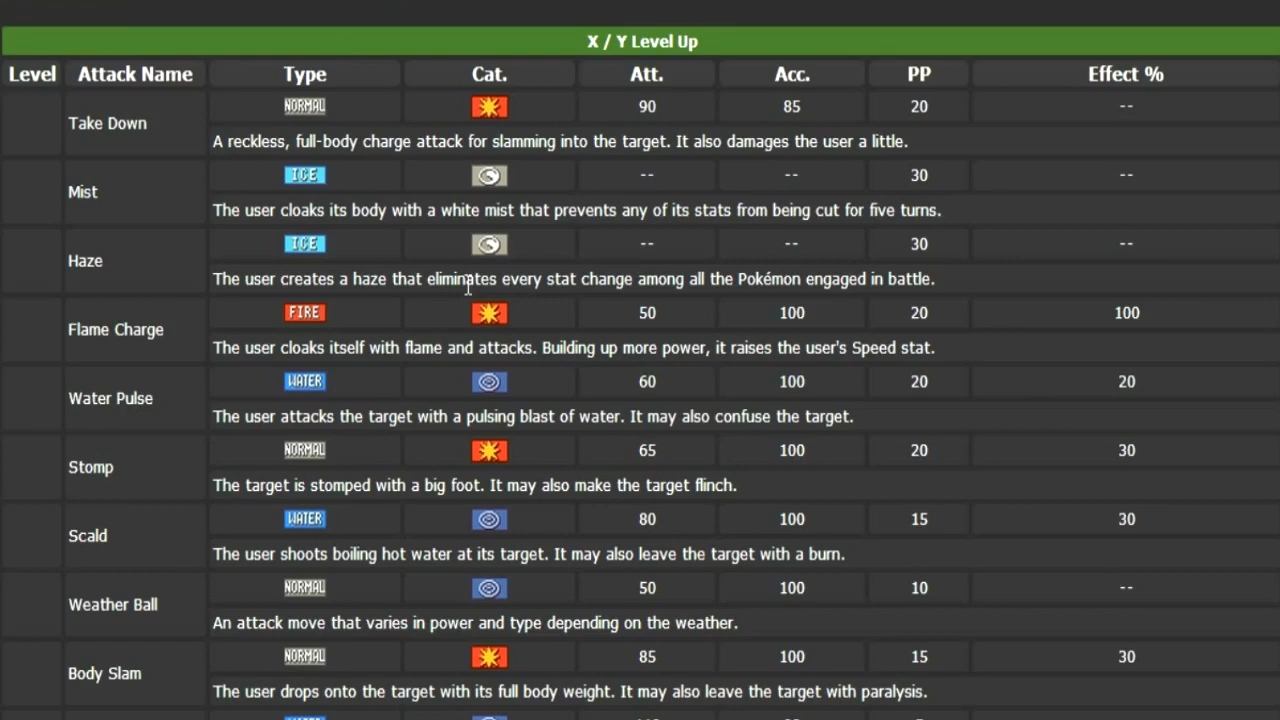 X / Y Level Up
Level Attack Name Type Cat. Att. Acc. PP Effect %
Take Down NORMAL 90 85 20 --
A reckless, full-body charge attack for slamming into the target. It also damages the user a little.
Mist ICE -- -- 30 --
The user cloaks its body with a white mist that prevents any of its stats from being cut for five turns.
Haze ICE -- -- 30
The user creates a haze that eliminates every stat change among all the Pokémon engaged in battle.
Flame Charge FIRE 50 100 20 100
The user cloaks itself with flame and attacks. Building up more power, it raises the user's Speed stat.
Water Pulse WATER 60 100 20 20
The user attacks the target with a pulsing blast of water. It may also confuse the target.
Stomp NORMAL 65 100 20 30
The target is stomped with a big foot. It may also make the target flinch.
Scald WATER 80 100 15 30
The user shoots boiling hot water at its target. It may also leave the target with a burn.
Weather Ball NORMAL 50 100 10 --
An attack move that varies in power and type depending on the weather.
Body Slam NORMAL 85 100 15 30
The user drops onto the target with its full body weight. It may also leave the target with paralysis.